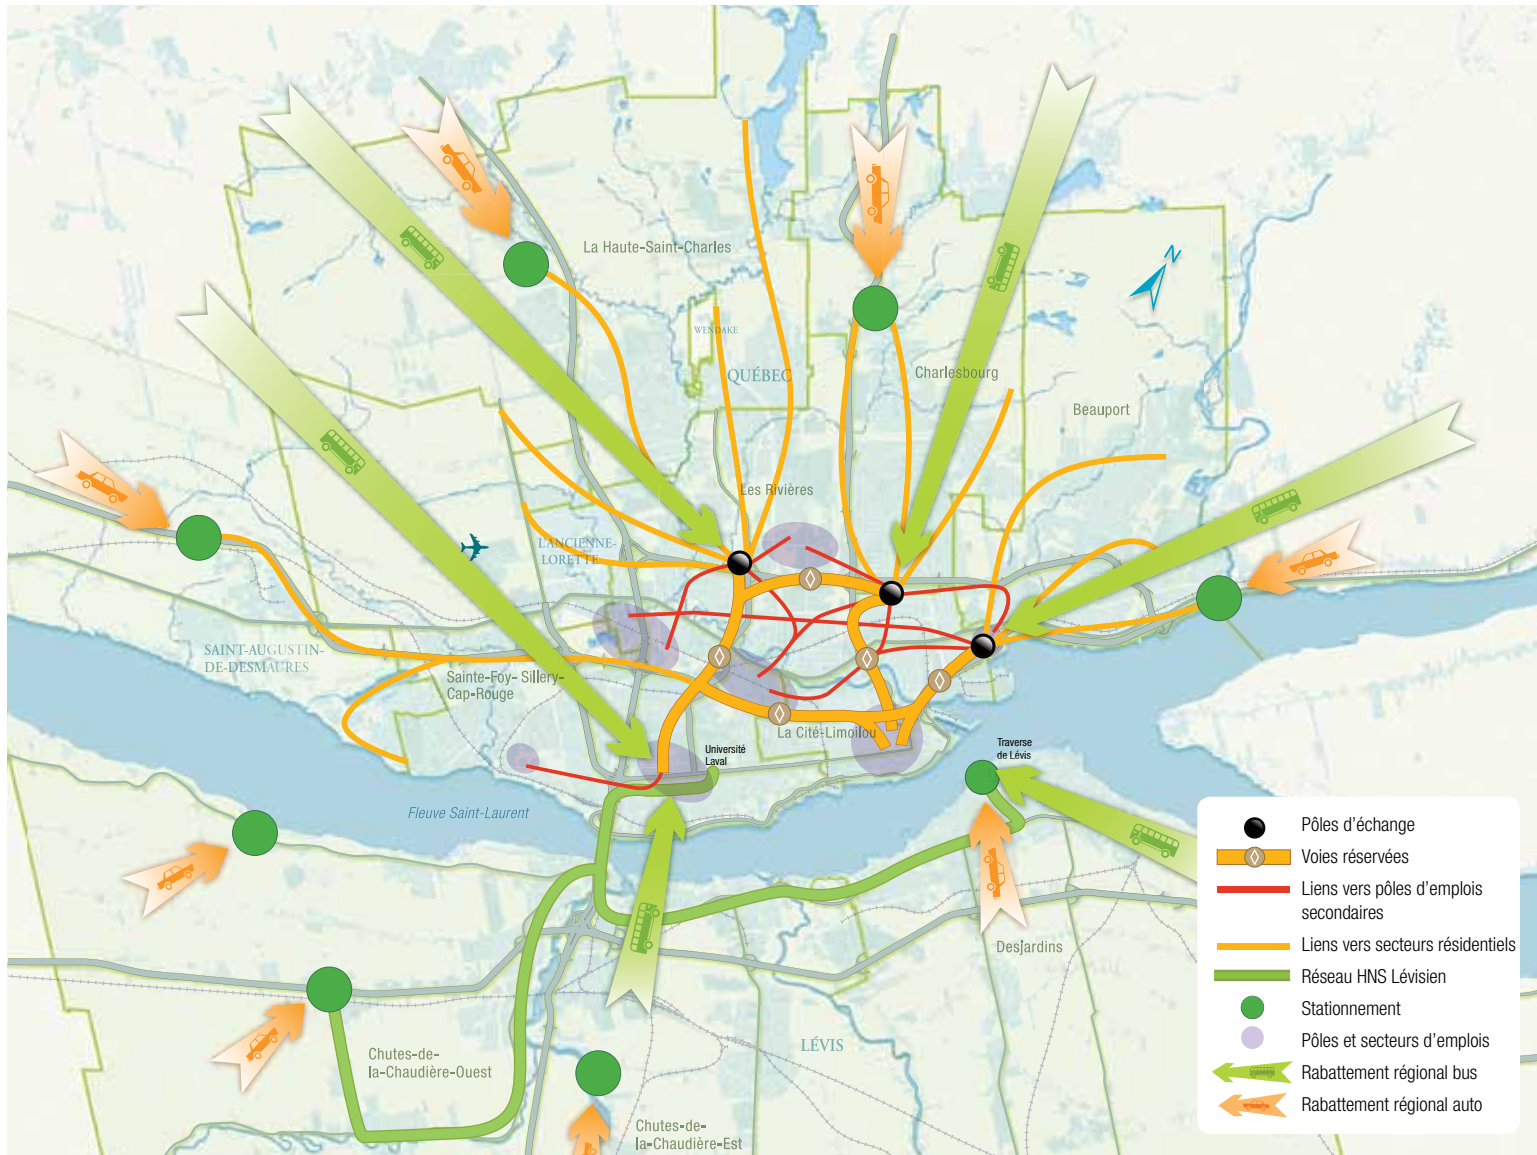 N
La Haute-Saint-Charles
WENDAKE
QUÉBEC
Charlesbourg
Beauport
Les Rivières
L'ANCIENNE-
LORETTE
SAINT-AUGUSTIN-
DE-DESMAURES
Sainte-Foy- Sillery-
Cap-Rouge
La Cité-Limoilou
Université
Laval
Traverse
de Lévis
Fleuve Saint-Laurent
Desjardins
LÉVIS
Chutes-de-
la-Chaudière-Ouest
Chutes-de-
la-Chaudière-Est
Pôles d'échange
Voies réservées
Liens vers pôles d'emplois
secondaires
Liens vers secteurs résidentiels
Réseau HNS Lévisien
Stationnement
Pôles et secteurs d'emplois
Rabattement régional bus
Rabattement régional auto